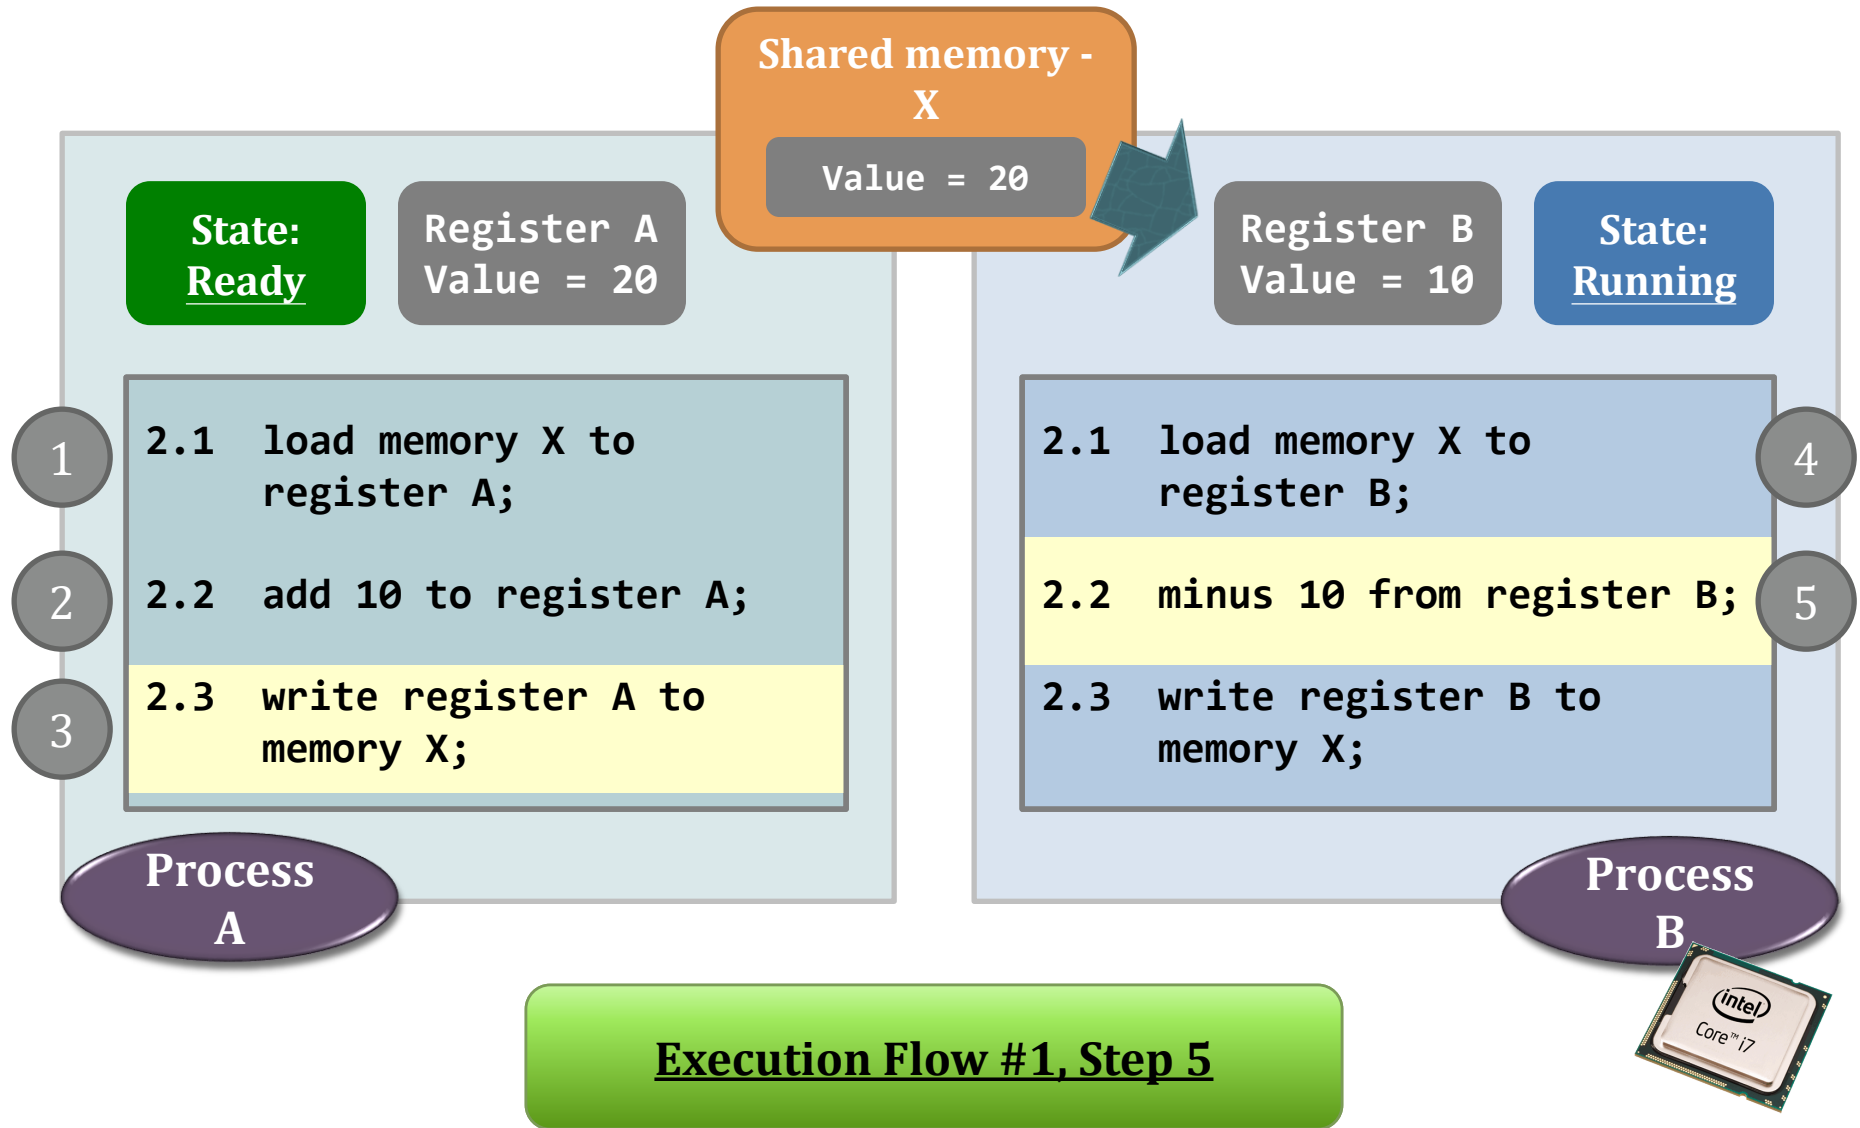 Shared memory -
X
Value = 20
State:
Ready
Register A
Value = 20
Register B
Value = 10
State:
Running
1
2.1 load memory X to
register A;
2
2.2 add 10 to register A;
3
2.3 write register A to
memory X;
2.1 load memory X to
register B;
4
2.2 minus 10 from register B;
5
2.3 write register B to
memory X;
Process
A
Process
B
intel
Core™ i7
Execution Flow #1, Step 5